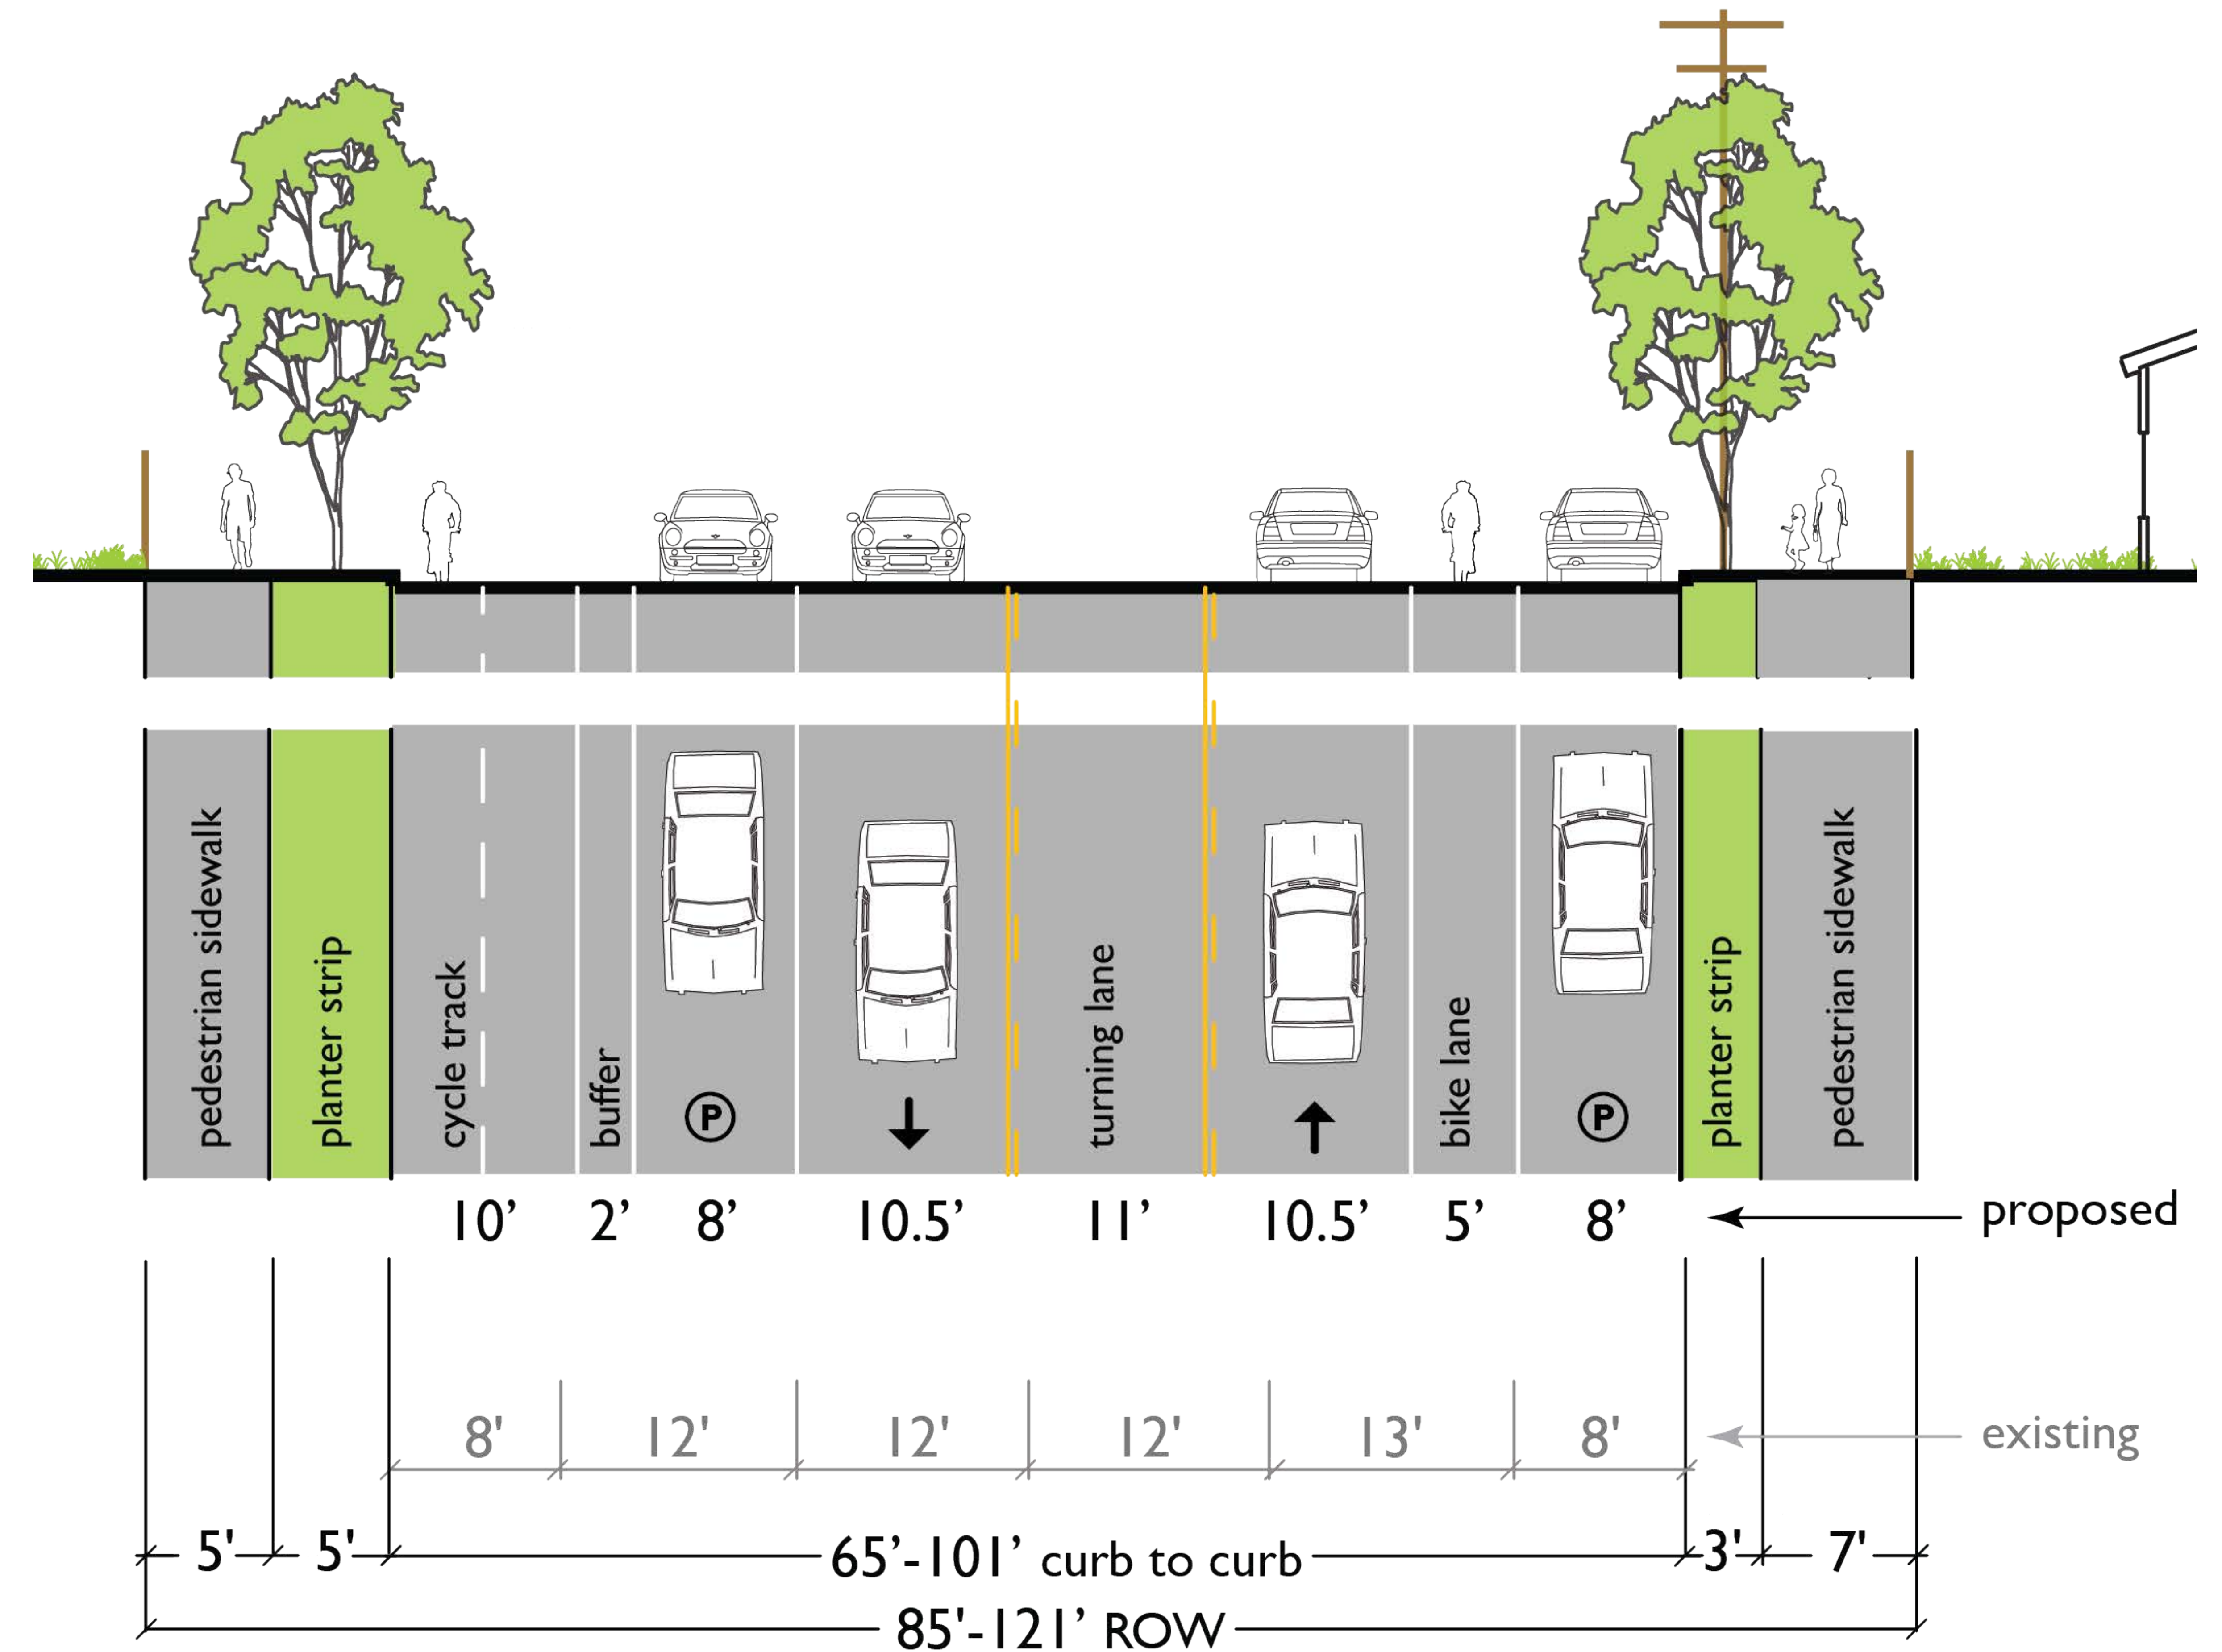 pedestrian sidewalk
planter strip
cycle track
buffer
P
turning lane
bike lane
P
planter strip
pedestrian sidewalk
10’ 2’ 8’ 10.5’ 11’ 10.5’ 5’ 8’ proposed
8' 12' 12' 12' 13' 8' existing
5' 5' 65’-101’ curb to curb 3' 7'
85'-121’ ROW